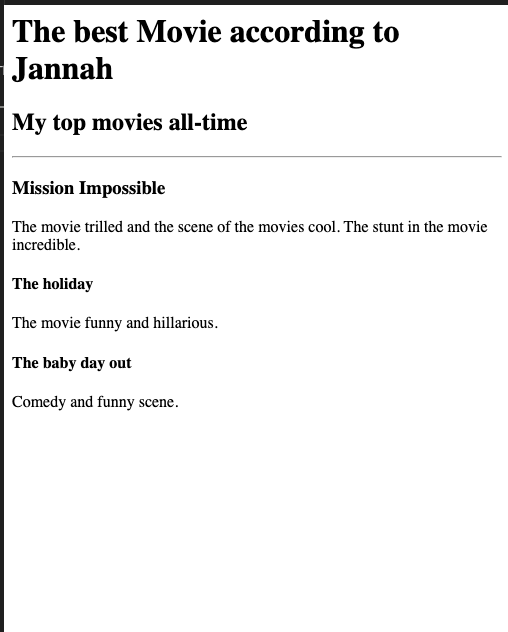 The best Movie according to
Jannah
My top movies all-time
Mission Impossible
The movie trilled and the scene of the movies cool. The stunt in the movie
incredible.
The holiday
The movie funny and hillarious.
The baby day out
Comedy and funny scene.